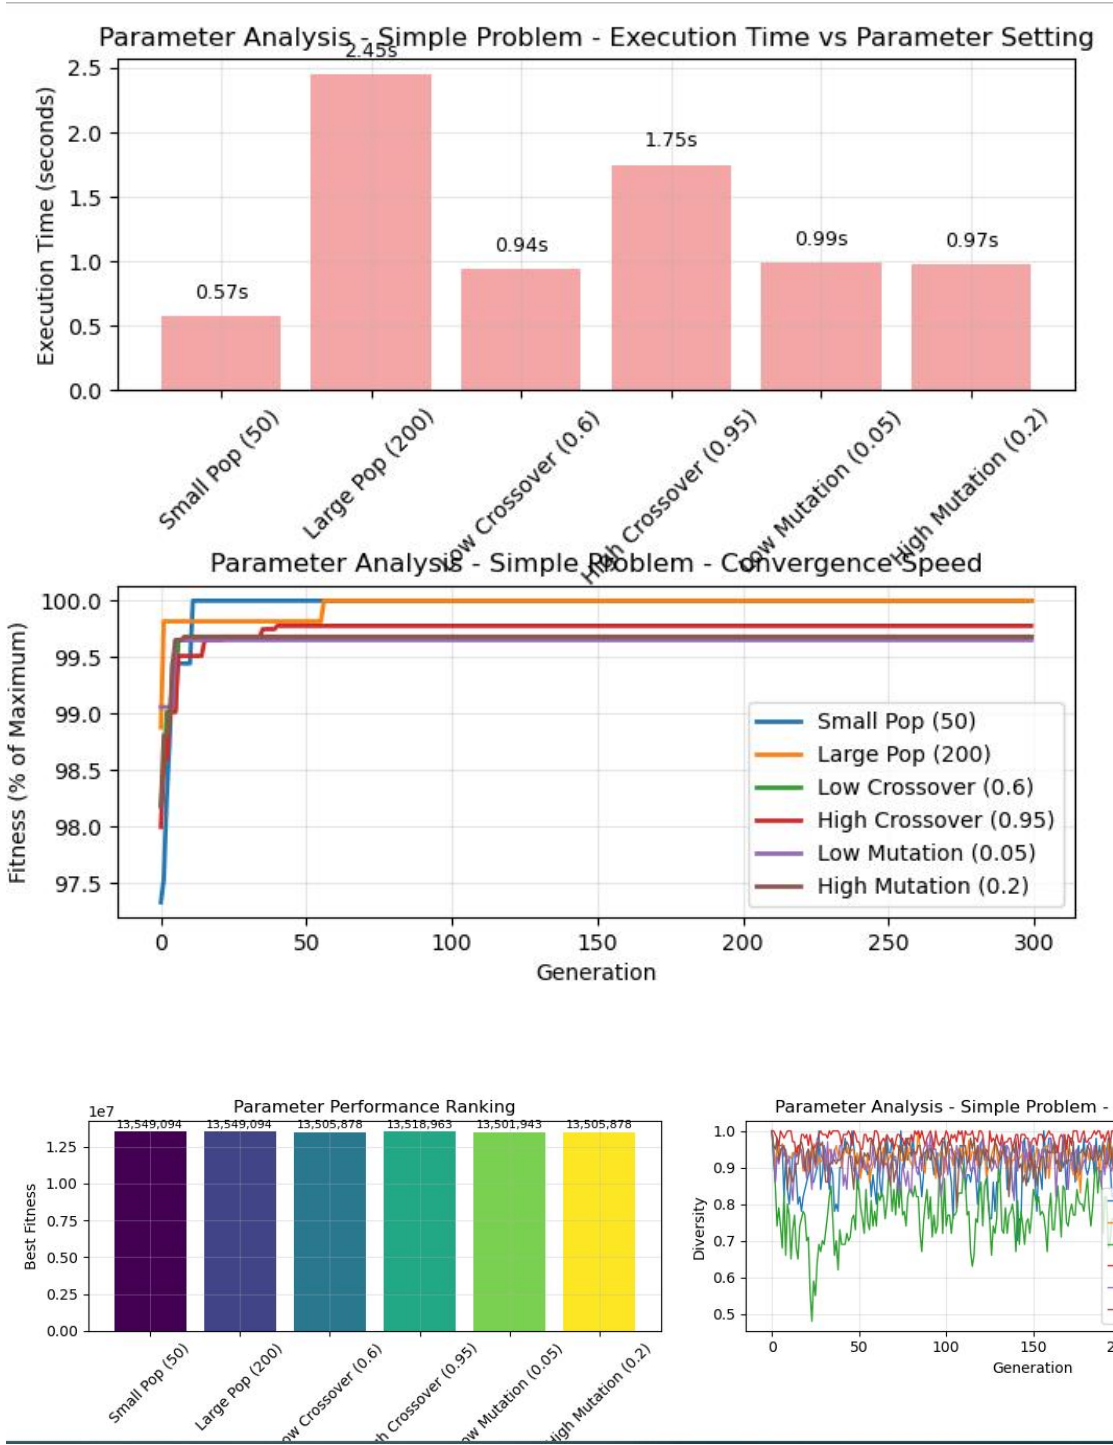 Parameter Analysis - Simple Problem - Execution Time vs Parameter Setting
Execution Time (seconds)
2.5
2.0
1.5
1.0
0.5
0.0
0.57s
2.45s
0.94s
1.75s
0.99s
0.97s
Small Pop (50)
Large Pop (200)
Low Crossover (0.6)
High Crossover (0.95)
Low Mutation (0.05)
High Mutation (0.2)
Parameter Analysis - Simple Problem - Convergence Speed
Fitness (% of Maximum)
100.0
99.5
99.0
98.5
98.0
97.5
Small Pop (50)
Large Pop (200)
Low Crossover (0.6)
High Crossover (0.95)
Low Mutation (0.05)
High Mutation (0.2)
0 50 100 150 200 250 300
Generation
Parameter Performance Ranking
1e7
Best Fitness
1.25
1.00
0.75
0.50
0.25
0.00
13,549,094
13,549,094
13,505,878
13,518,963
13,501,943
13,505,878
Small Pop (50)
Large Pop (200)
ow Crossover (0.6)
h Crossover (0.95)
ow Mutation (0.05)
High Mutation (0.2)
Parameter Analysis - Simple Problem -
Diversity
1.0
0.9
0.8
0.7
0.6
0.5
0 50 100 150 2
Generation